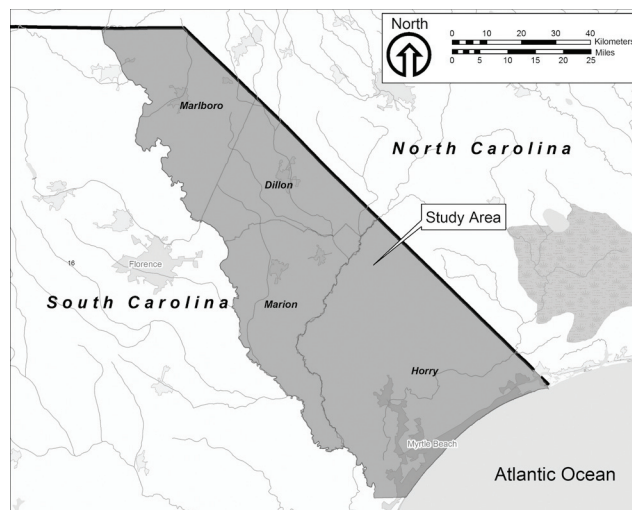 North
0 10 20 30 40
Kilometers
Miles
0 5 10 15 20 25
Marlboro
North Carolina
Dillon
Study Area
Florence
16
South Carolina
Marion
Horry
Myrtle Beach
Atlantic Ocean